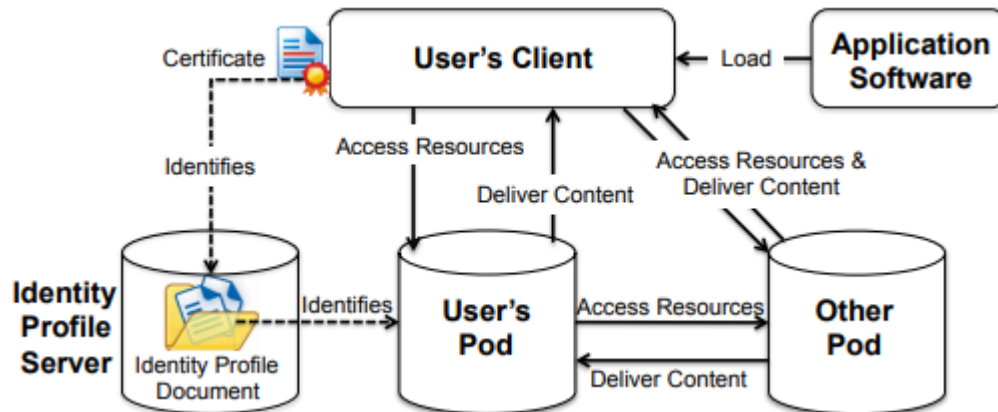 Certificate
User's Client
Load
Application
Software
Access Resources
Identifies
Deliver Content
Access Resources &
Deliver Content
Identity
Profile
Server
Identifies
Identity Profile
Document
User's
Pod
Access Resources
Deliver Content
Other
Pod